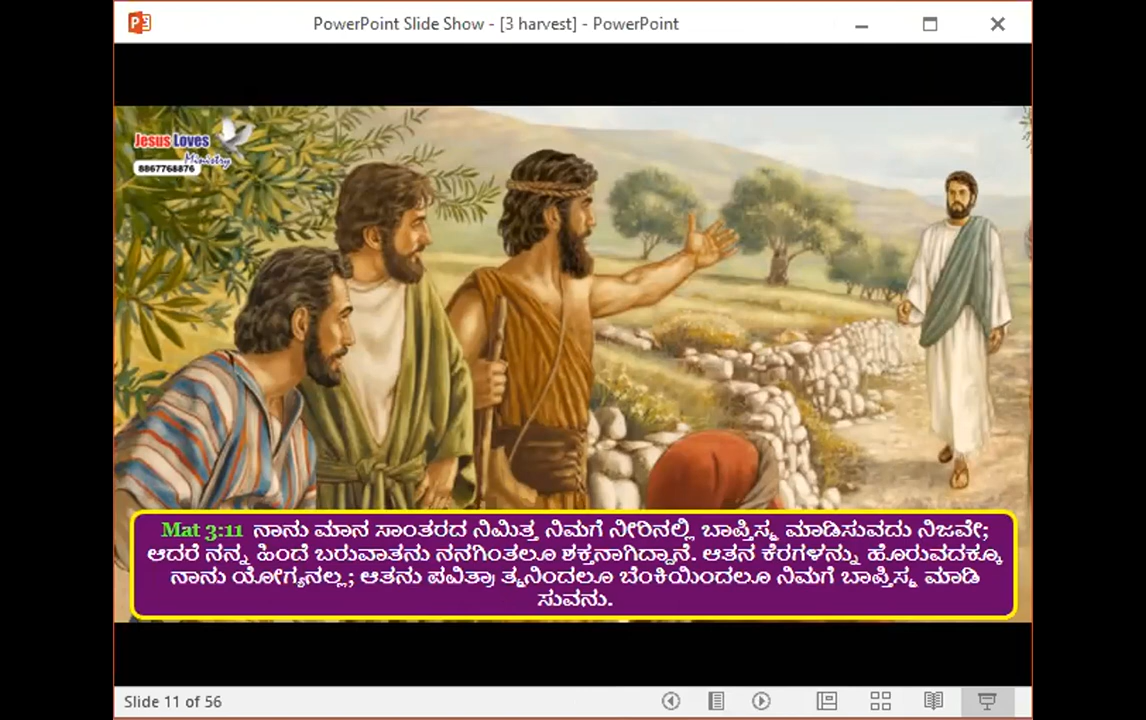 PowerPoint Slide Show - [3 harvest] - PowerPoint
Jesus Loves
Ministry
8867768876
Mat 3:11 ನಾನು ಮಾನ ಸಾಂತರದ ನಿಮಿತ್ತ ನಿಮಗೆ ನೀರಿನಲ್ಲಿ ಬಾಪ್ತಿಸ್ಮ ಮಾಡಿಸುವದು ನಿಜವೇ;
ಆದರೆ ನನ್ನ ಹಿಂದೆ ಬರುವಾತನು ನನಗಿಂತಲೂ ಶಕ್ತನಾಗಿದ್ದಾನೆ. ಆತನ ಕೆರಗಳನ್ನು ಹೊರುವದಕ್ಕೂ
ನಾನು ಯೋಗ್ಯನಲ್ಲ; ಆತನು ಪವಿತ್ರಾ ತ್ಮನಿಂದಲೂ ಬೆಂಕಿಯಿಂದಲೂ ನಿಮಗೆ ಬಾಪ್ತಿಸ್ಮ ಮಾಡಿ
ಸುವನು.
Slide 11 of 56